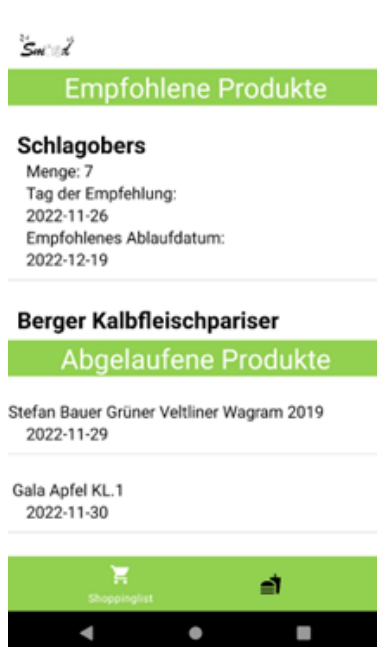 Empfohlene Produkte
Schlagobers
Menge: 7
Tag der Empfehlung:
2022-11-26
Empfohlenes Ablaufdatum:
2022-12-19
Berger Kalbfleischpariser
Abgelaufene Produkte
Stefan Bauer Grüner Veltliner Wagram 2019
2022-11-29
Gala Apfel KL.1
2022-11-30
Shoppinglist